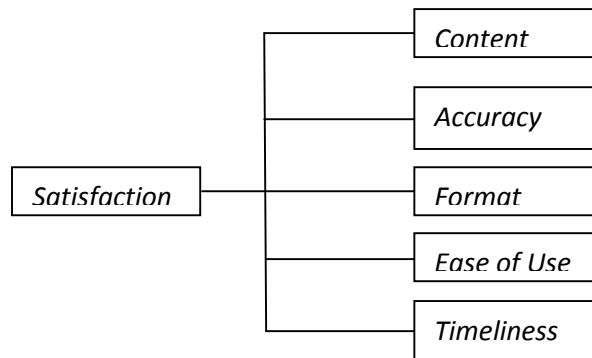 Content
Accuracy
Satisfaction
Format
Ease of Use
Timeliness